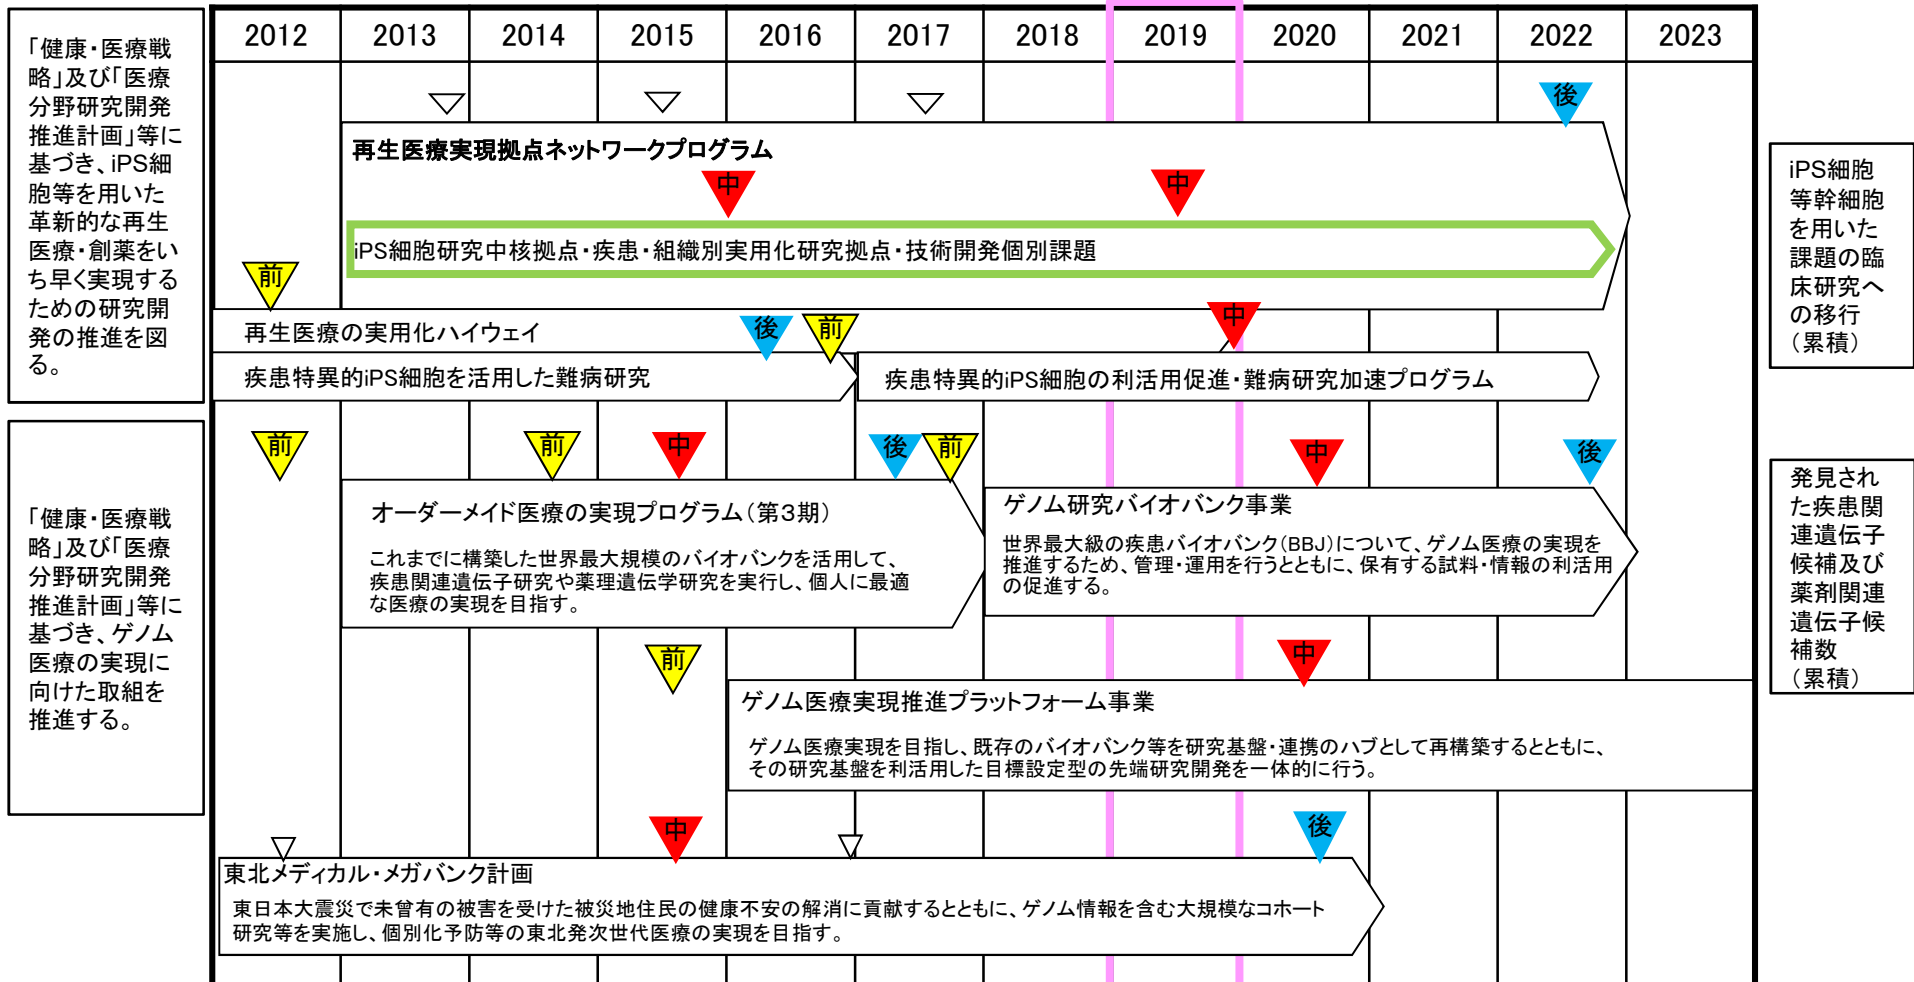 2012 2013 2014 2015 2016 2017 2018 2019 2020 2021 2022 2023
「健康・医療戦
略」及び「医療
分野研究開発
推進計画」等に
基づき、iPS細
胞等を用いた
革新的な再生
医療・創薬をい
ち早く実現する
ための研究開
発の推進を図
る。
後
再生医療実現拠点ネットワークプログラム
中 中
iPS細胞研究中核拠点・疾患・組織別実用化研究拠点・技術開発個別課題
前
再生医療の実用化ハイウェイ
後 前 中
疾患特異的iPS細胞を活用した難病研究
疾患特異的iPS細胞の利活用促進・難病研究加速プログラム
iPS細胞
等幹細胞
を用いた
課題の臨
床研究へ
の移行
（累積）
「健康・医療戦
略」及び「医療
分野研究開発
推進計画」等に
基づき、ゲノム
医療の実現に
向けた取組を
推進する。
前 前 中 後 前 中 後
オーダーメイド医療の実現プログラム（第3期）
これまでに構築した世界最大規模のバイオバンクを活用して、
疾患関連遺伝子研究や薬理遺伝学研究を実行し、個人に最適
な医療の実現を目指す。
ゲノム研究バイオバンク事業
世界最大級の疾患バイオバンク（BBJ）について、ゲノム医療の実現を
推進するため、管理・運用を行うとともに、保有する試料・情報の利活用
の促進する。
前 中
ゲノム医療実現推進プラットフォーム事業
ゲノム医療実現を目指し、既存のバイオバンク等を研究基盤・連携のハブとして再構築するとともに、
その研究基盤を利活用した目標設定型の先端研究開発を一体的に行う。
中 後
東北メディカル・メガバンク計画
東日本大震災で未曾有の被害を受けた被災地住民の健康不安の解消に貢献するとともに、ゲノム情報を含む大規模なコホート
研究等を実施し、個別化予防等の東北発次世代医療の実現を目指す。
発見され
た疾患関
連遺伝子
候補及び
薬剤関連
遺伝子候
補数
（累積）